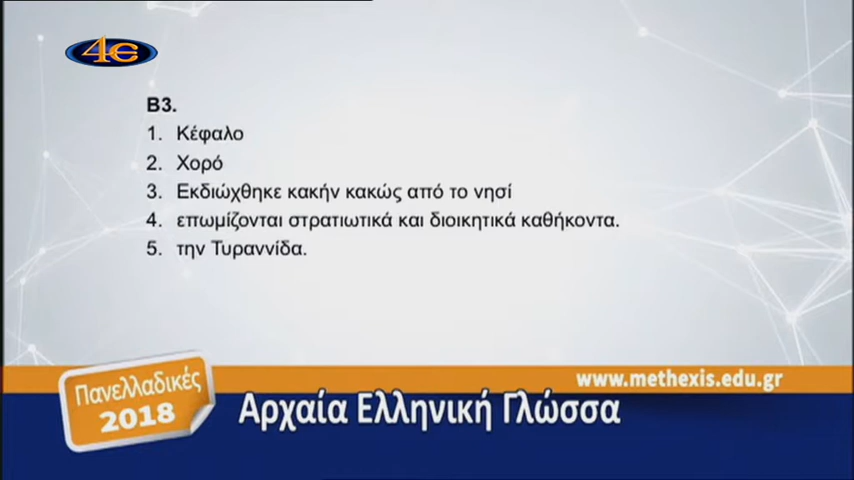 4ε
Β3.
1. Κέφαλο
2. Χορό
3. Εκδιώχθηκε κακήν κακώς από το νησί
4. επωμίζονται στρατιωτικά και διοικητικά καθήκοντα.
5. την Τυραννίδα.
www.methexis.edu.gr
Πανελλαδικές
2018
Αρχαία Ελληνική Γλώσσα